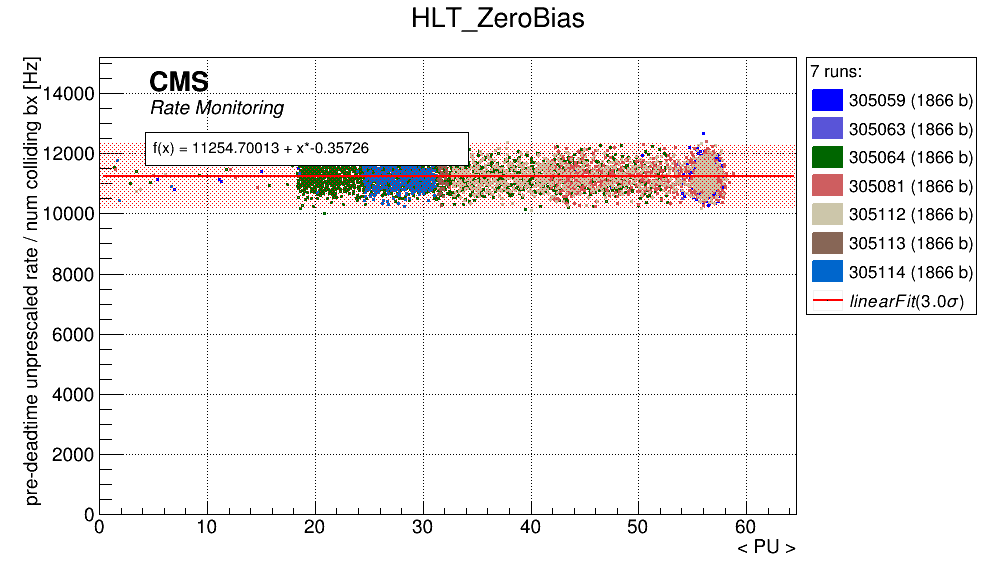 HLT_ZeroBias
pre-deadtime unprescaled rate / num colliding bx [Hz]
CMS
Rate Monitoring
f(x) = 11254.70013 + x*-0.35726
14000
12000
10000
8000
6000
4000
2000
0
0 10 20 30 40 50 60
< PU >
7 runs:
305059 (1866 b)
305063 (1866 b)
305064 (1866 b)
305081 (1866 b)
305112 (1866 b)
305113 (1866 b)
305114 (1866 b)
linearFit(3.0σ)